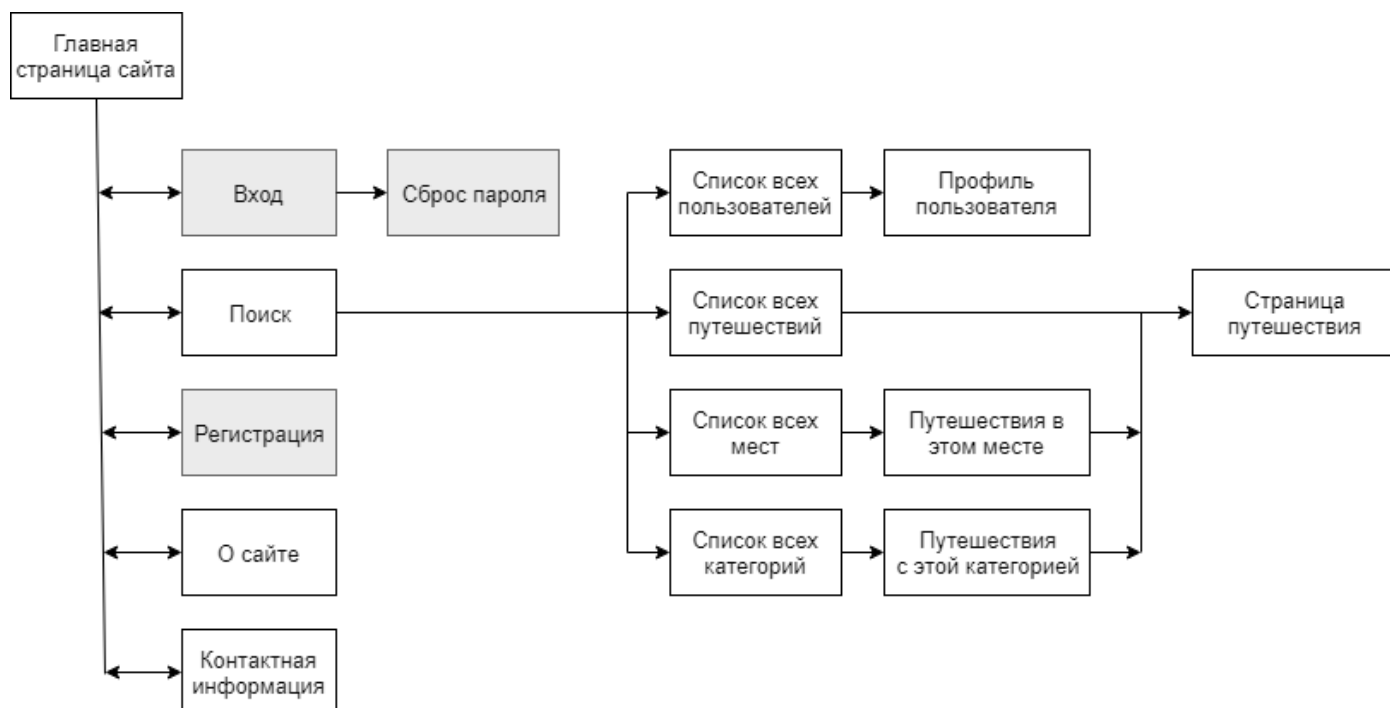 Главная
страница сайта
Вход
Сброс пароля
Список всех
пользователей
Профиль
пользователя
Поиск
Список всех
путешествий
Страница
путешествия
Регистрация
Список всех
мест
Путешествия в
этом месте
О сайте
Список всех
категорий
Путешествия
с этой категорией
Контактная
информация